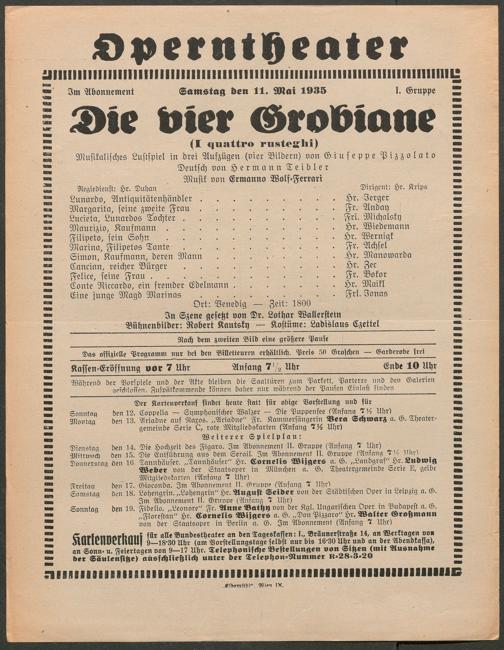 Operntheater
Im Abonnement Samstag den 11. Mai 1935 I. Gruppe
Die vier Grobiane
(I quattro rusteghi)
Musikalisches Lustspiel in drei Aufzügen (vier Bildern) von Giuseppe Pizzolato
Deutsch von Hermann Teibler
Musik von Ermanno Wolf-Ferrari
Regiedienst: Hr. Duhan Dirigent: Hr. Krips
Lunardo, Antiquitätenhändler . . . . . . Hr. Jerger
Margarita, seine zweite Frau . . . . . . Fr. Anday
Lucieta, Lunardos Tochter . . . . . . Frl. Michalsky
Maurizio, Kaufmann . . . . . . Hr. Wiedemann
Filipeto, sein Sohn . . . . . . Hr. Wernigk
Marina, Filipetos Tante . . . . . . Fr. Achsel
Simon, Kaufmann, deren Mann . . . . . . Hr. Manowarda
Cancian, reicher Bürger . . . . . . Hr. Zec
Felice, seine Frau . . . . . . Fr. Bokor
Conte Riccardo, ein fremder Edelmann . . . . . . Hr. Maikl
Eine junge Magd Marinas . . . . . . Frl. Jonas
Ort: Venedig — Zeit: 1800
In Szene gesetzt von Dr. Lothar Wallerstein
Bühnenbilder: Robert Kautsky — Kostüme: Ladislaus Czettel
Nach dem zweiten Bild eine größere Pause
Das offizielle Programm nur bei den Billetteuren erhältlich. Preis 50 Groschen — Garderobe frei
Kassen-Eröffnung vor 7 Uhr Anfang 7½ Uhr Ende 10 Uhr
Während der Vorspiele und der Akte bleiben die Saaltüren zum Parkett, Parterre und den Galerien
geschlossen. Zuspätkommende können daher nur während der Pausen Einlaß finden
Der Kartenverkauf findet heute statt für obige Vorstellung und für
Sonntag den 12. Coppelia — Symphonischer Walzer — Die Puppenfee (Anfang 7½ Uhr)
Montag den 13. Ariadne auf Naxos. „Ariadne“ Fr. Kammersängerin Vera Schwarz a. G. Theater-
gemeinde Serie C, rote Mitgliedskarten (Anfang 7½ Uhr)
Weiterer Spielplan:
Dienstag den 14. Die Hochzeit des Figaro. Im Abonnement II. Gruppe (Anfang 7 Uhr)
Mittwoch den 15. Die Entführung aus dem Serail. Im Abonnement II. Gruppe (Anfang 7½ Uhr)
Donnerstag den 16. Tannhäuser. „Tannhäuser“ Hr. Cornelis Wijgers a. G., „Landgraf“ Hr. Ludwig
Weber von der Staatsoper in München a. G. Theatergemeinde Serie E, gelbe
Mitgliedskarten (Anfang 7 Uhr)
Freitag den 17. Gioconda. Im Abonnement II. Gruppe (Anfang 7 Uhr)
Samstag den 18. Lohengrin. „Lohengrin“ Hr. August Seider von der Städtischen Oper in Leipzig a. G.
Im Abonnement II. Gruppe (Anfang 7 Uhr)
Sonntag den 19. Fidelio. „Leonore“ Fr. Anne Bathy von der Kgl. Ungarischen Oper in Budapest a. G.,
„Florestan“ Hr. Cornelis Wijgers a. G., „Don Pizzaro“ Hr. Walter Großmann
von der Staatsoper in Berlin a. G. Im Abonnement (Anfang 7 Uhr)
Kartenverkauf für alle Bundestheater an den Tageskassen: I., Bräunerstraße 14, an Werktagen von
9—18'30 Uhr (am Vorstellungstage selbst nur bis 16'30 Uhr und an der Abendkassa),
an Sonn- u. Feiertagen von 9—17 Uhr. Telephonische Bestellungen von Sitzen (mit Ausnahme
der Säulensitze) ausschließlich unter der Telephon-Nummer R-28-3-20
„Elbemühl“, Wien IX.